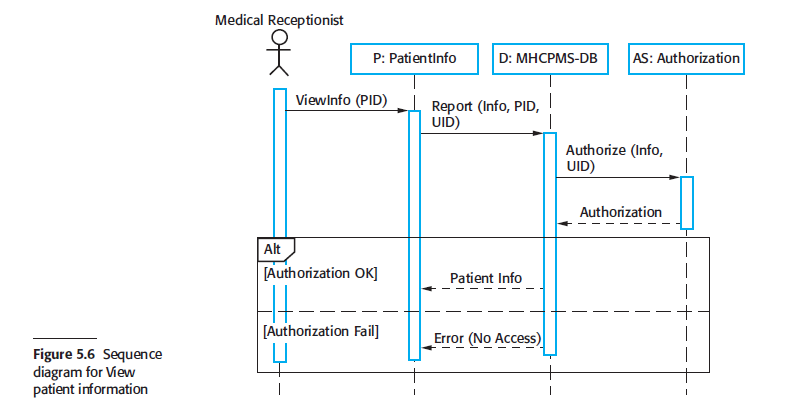 Medical Receptionist
P: PatientInfo
D: MHCPMS-DB
AS: Authorization
ViewInfo (PID)
Report (Info, PID,
UID)
Authorize (Info,
UID)
Authorization
Alt
[Authorization OK]
Patient Info
[Authorization Fail]
Error (No Access)
Figure 5.6 Sequence
diagram for View
patient information